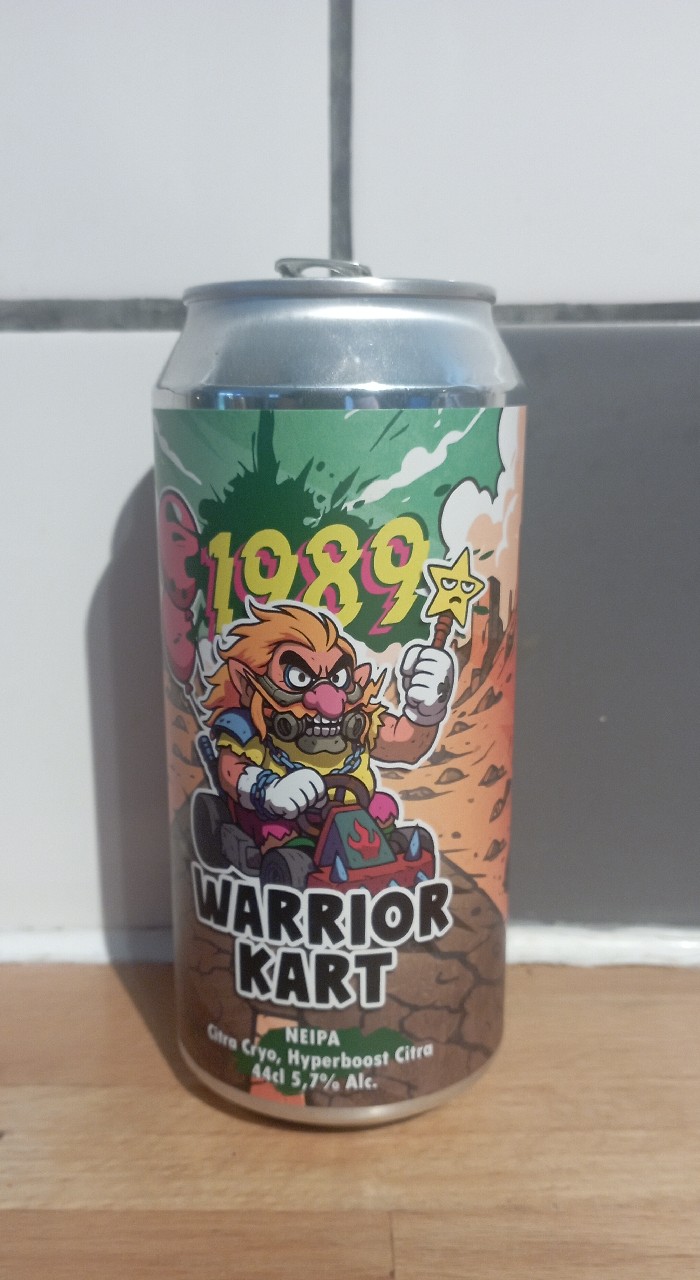 1989
WARRIOR
KART
NEIPA
Citra Cryo, Hyperboost Citra
44cl 5,7% Alc.